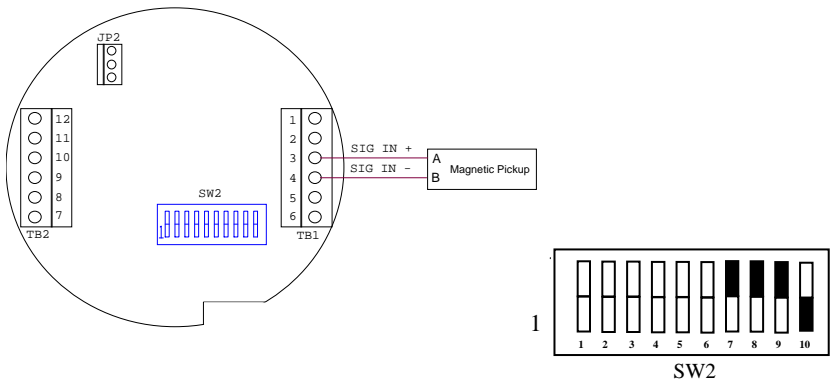 JP2
12
11
10
9
8
7
TB2
1
2
3
4
5
6
TB1
SIG IN +
SIG IN -
A
B
Magnetic Pickup
SW2
1
1
1 2 3 4 5 6 7 8 9 10
SW2